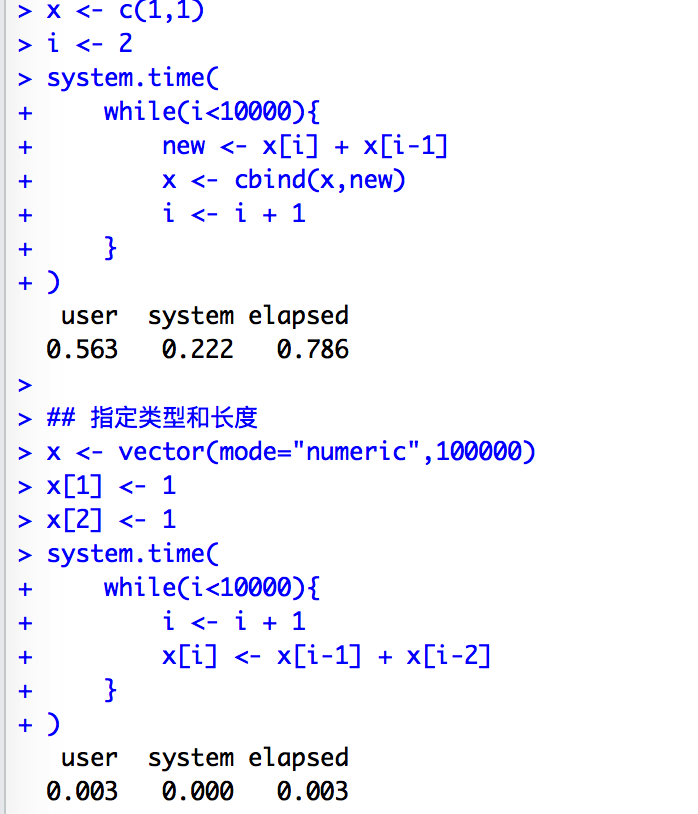 > x <- c(1,1)
> i <- 2
> system.time(
+     while(i<10000){
+         new <- x[i] + x[i-1]
+         x <- cbind(x,new)
+         i <- i + 1
+     }
+ )
   user  system elapsed
  0.563   0.222   0.786
>
> ## 指定类型和长度
> x <- vector(mode="numeric",100000)
> x[1] <- 1
> x[2] <- 1
> system.time(
+     while(i<10000){
+         i <- i + 1
+         x[i] <- x[i-1] + x[i-2]
+     }
+ )
   user  system elapsed
  0.003   0.000   0.003